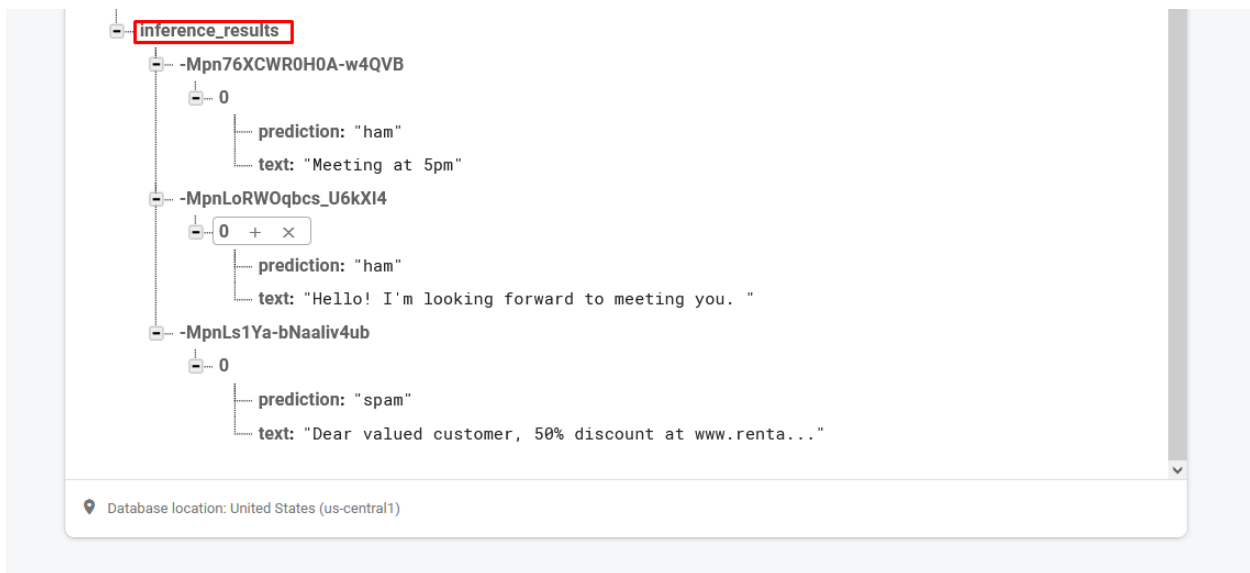 inference_results
-Mpn76XCWR0H0A-w4QVB
0
prediction: "ham"
text: "Meeting at 5pm"
-MpnLoRWOqbcs_U6kXI4
0 + ×
prediction: "ham"
text: "Hello! I'm looking forward to meeting you. "
-MpnLs1Ya-bNaaliv4ub
0
prediction: "spam"
text: "Dear valued customer, 50% discount at www.renta..."
Database location: United States (us-central1)